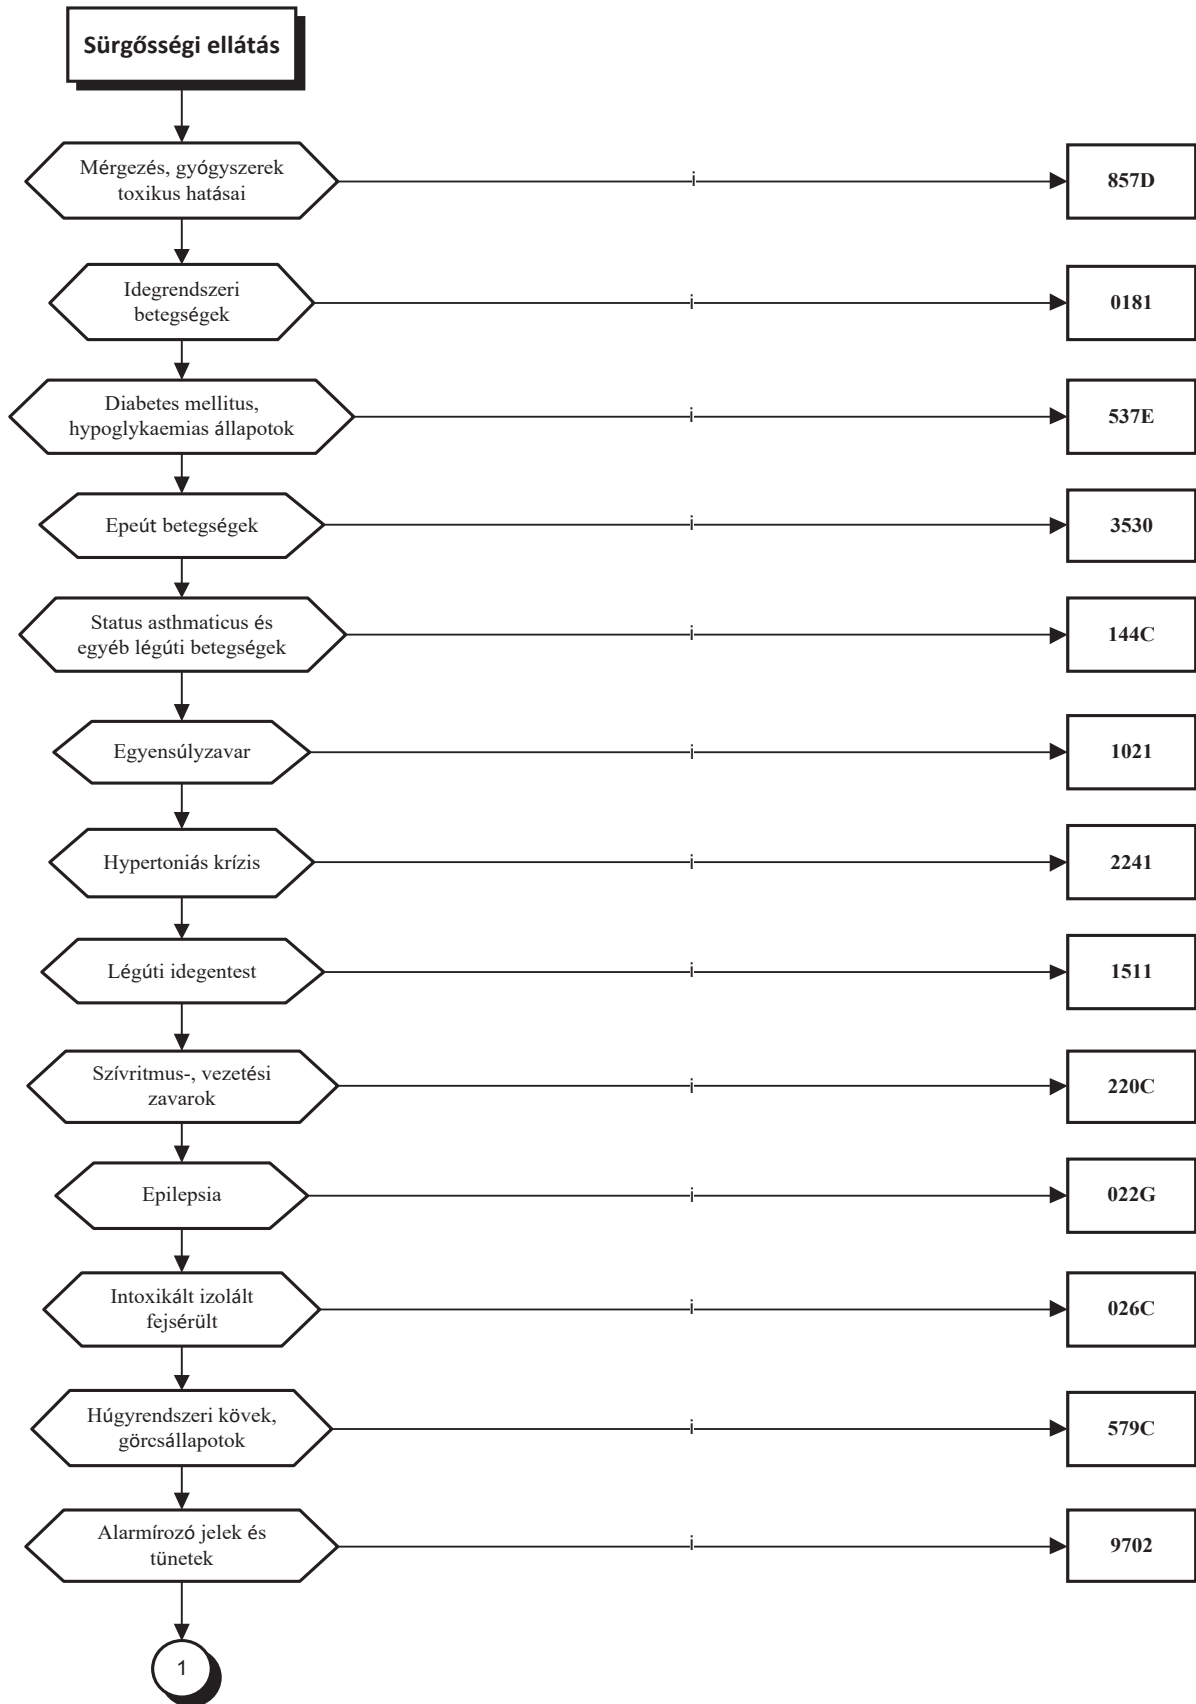 Sürgősségi ellátás
Mérgezés, gyógyszerek
toxikus hatásai
i
857D
Idegrendszeri
betegségek
i
0181
Diabetes mellitus,
hypoglykaemias állapotok
i
537E
Epeút betegségek
i
3530
Status asthmaticus és
egyéb légúti betegségek
i
144C
Egyensúlyzavar
i
1021
Hypertoniás krízis
i
2241
Légúti idegentest
i
1511
Szívritmus-, vezetési
zavarok
i
220C
Epilepsia
i
022G
Intoxikált izolált
fejsérült
i
026C
Húgyrendszeri kövek,
görcsállapotok
i
579C
Alarmírozó jelek és
tünetek
i
9702
1